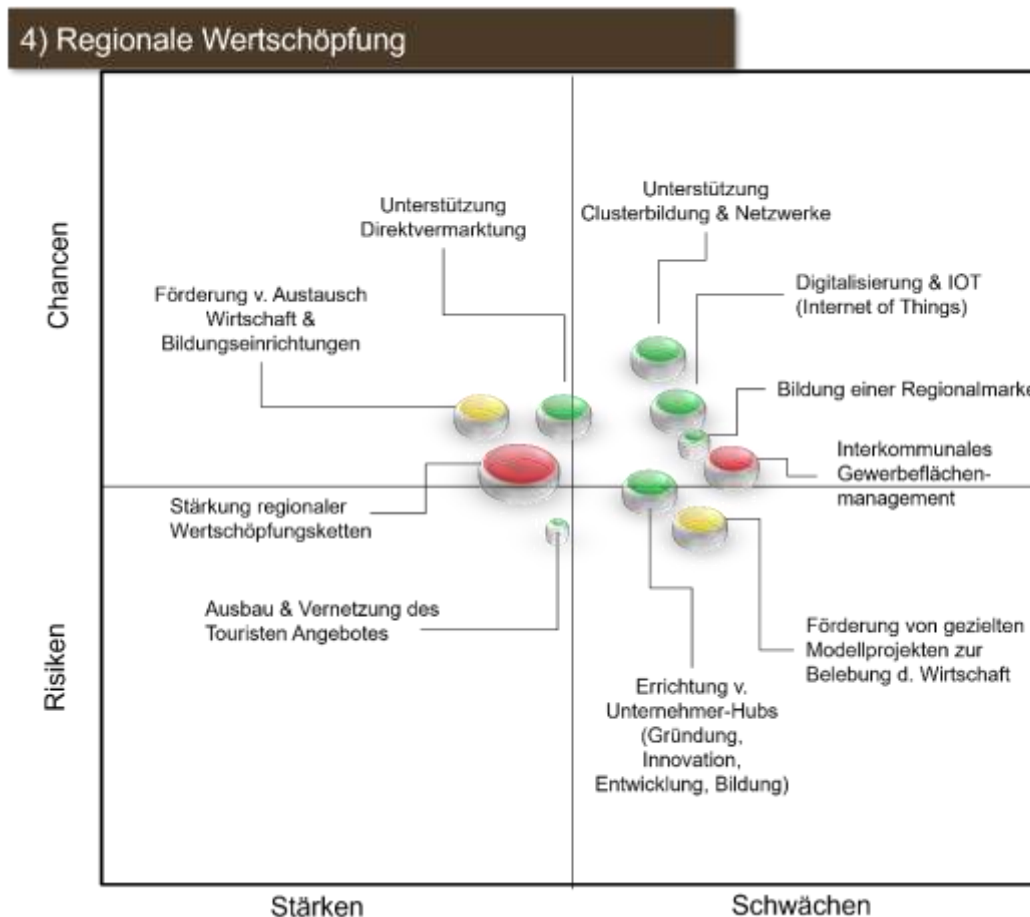 4) Regionale Wertschöpfung
Chancen
Risiken
Unterstützung
Direktvermarktung
Unterstützung
Clusterbildung & Netzwerke
Förderung v. Austausch
Wirtschaft &
Bildungseinrichtungen
Digitalisierung & IOT
(Internet of Things)
Bildung einer Regionalmarke
Interkommunales
Gewerbeflächen-
management
Stärkung regionaler
Wertschöpfungsketten
Ausbau & Vernetzung des
Touristen Angebotes
Förderung von gezielten
Modellprojekten zur
Belebung d. Wirtschaft
Errichtung v.
Unternehmer-Hubs
(Gründung,
Innovation,
Entwicklung, Bildung)
Stärken
Schwächen